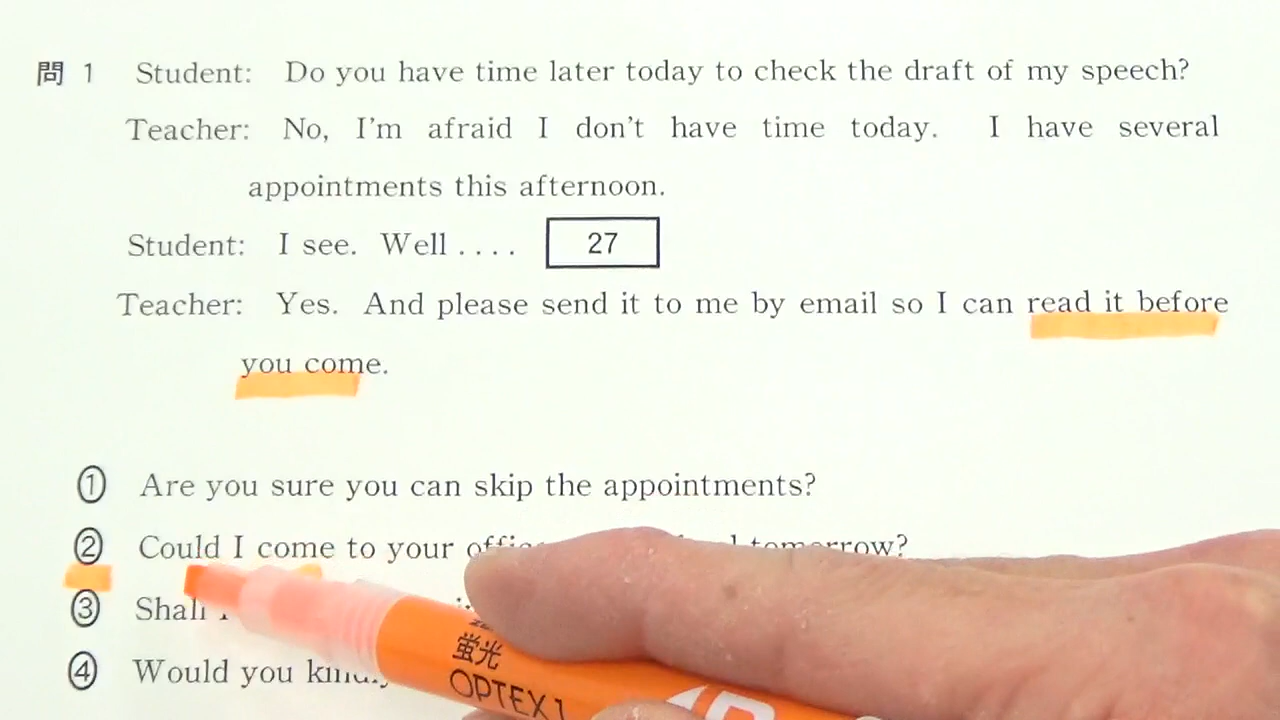 問 1 Student: Do you have time later today to check the draft of my speech?
Teacher: No, I'm afraid I don't have time today. I have several
appointments this afternoon.
Student: I see. Well .... 27
Teacher: Yes. And please send it to me by email so I can read it before
you come.
① Are you sure you can skip the appointments?
② Could I come to your tomorrow?
③ Shall
④ Would you
蛍光
OPTEX 1